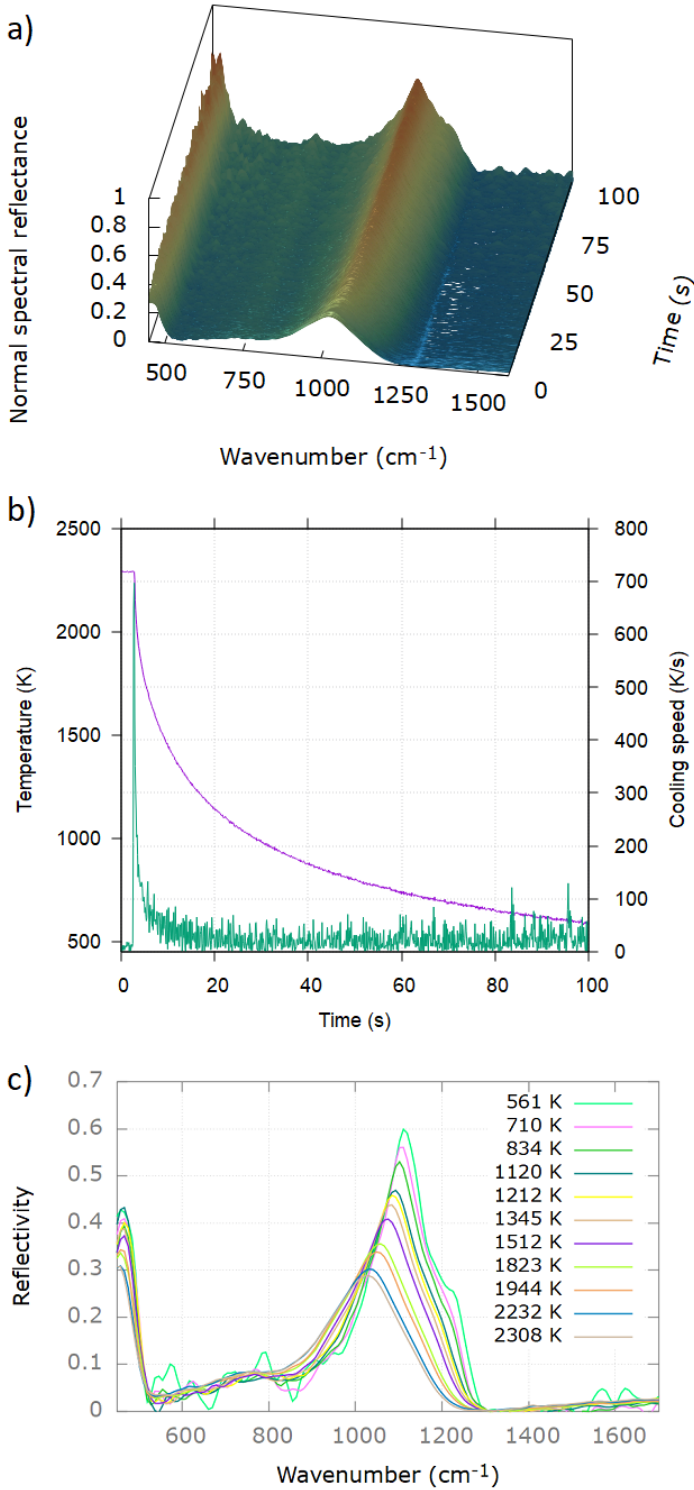 a)
Normal spectral reflectance
1
0.8
0.6
0.4
0.2
0
500
750
1000
1250
1500
Wavenumber (cm⁻¹)
100
75
50
25
0
Time (s)
b)
2500
2000
1500
1000
500
Temperature (K)
800
700
600
500
400
300
200
100
0
Cooling speed (K/s)
0 20 40 60 80 100
Time (s)
c)
0.7
0.6
0.5
0.4
0.3
0.2
0.1
0
Reflectivity
561 K
710 K
834 K
1120 K
1212 K
1345 K
1512 K
1823 K
1944 K
2232 K
2308 K
600 800 1000 1200 1400 1600
Wavenumber (cm⁻¹)